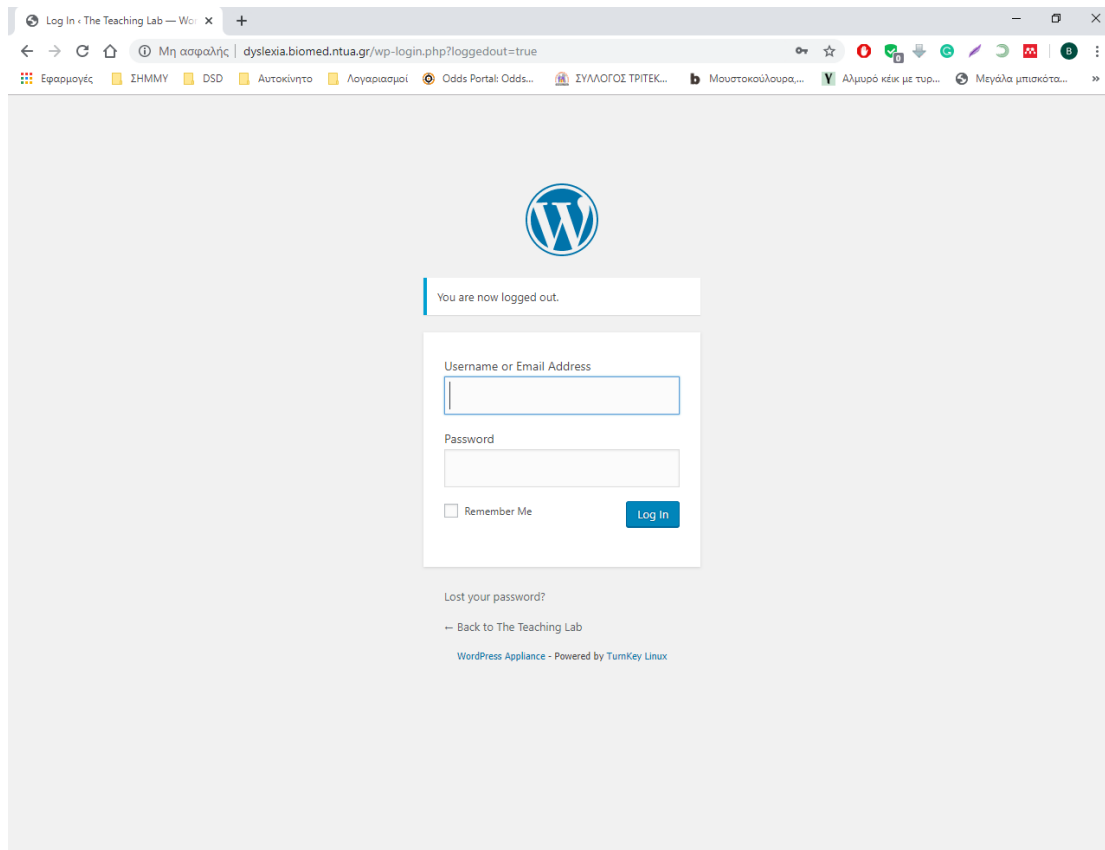 Log In ‹ The Teaching Lab — Wor
Μη ασφαλής | dyslexia.biomed.ntua.gr/wp-login.php?loggedout=true
Εφαρμογές ΣΗΜΜΥ DSD Αυτοκίνητο Λογαριασμοί Odds Portal: Odds... ΣΥΛΛΟΓΟΣ ΤΡΙΤΕΚ... Μουστοκούλουρα,... Αλμυρό κέικ με τυρ... Μεγάλα μπισκότα... »
You are now logged out.
Username or Email Address
Password
Remember Me
Log In
Lost your password?
← Back to The Teaching Lab
WordPress Appliance - Powered by TurnKey Linux